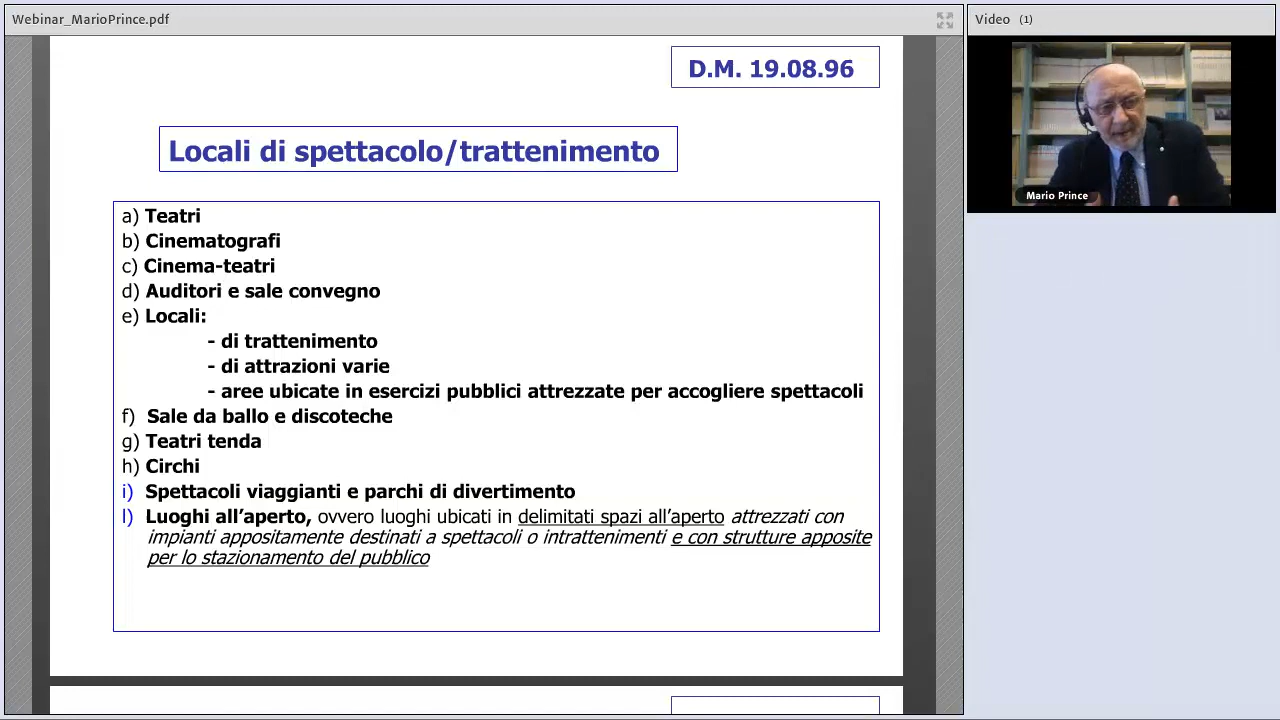 Webinar_MarioPrince.pdf
Video (1)
D.M. 19.08.96
Mario Prince
Locali di spettacolo/trattenimento
a) Teatri
b) Cinematografi
c) Cinema-teatri
d) Auditori e sale convegno
e) Locali:
- di trattenimento
- di attrazioni varie
- aree ubicate in esercizi pubblici attrezzate per accogliere spettacoli
f) Sale da ballo e discoteche
g) Teatri tenda
h) Circhi
i) Spettacoli viaggianti e parchi di divertimento
l) Luoghi all’aperto, ovvero luoghi ubicati in delimitati spazi all’aperto attrezzati con
impianti appositamente destinati a spettacoli o intrattenimenti e con strutture apposite
per lo stazionamento del pubblico